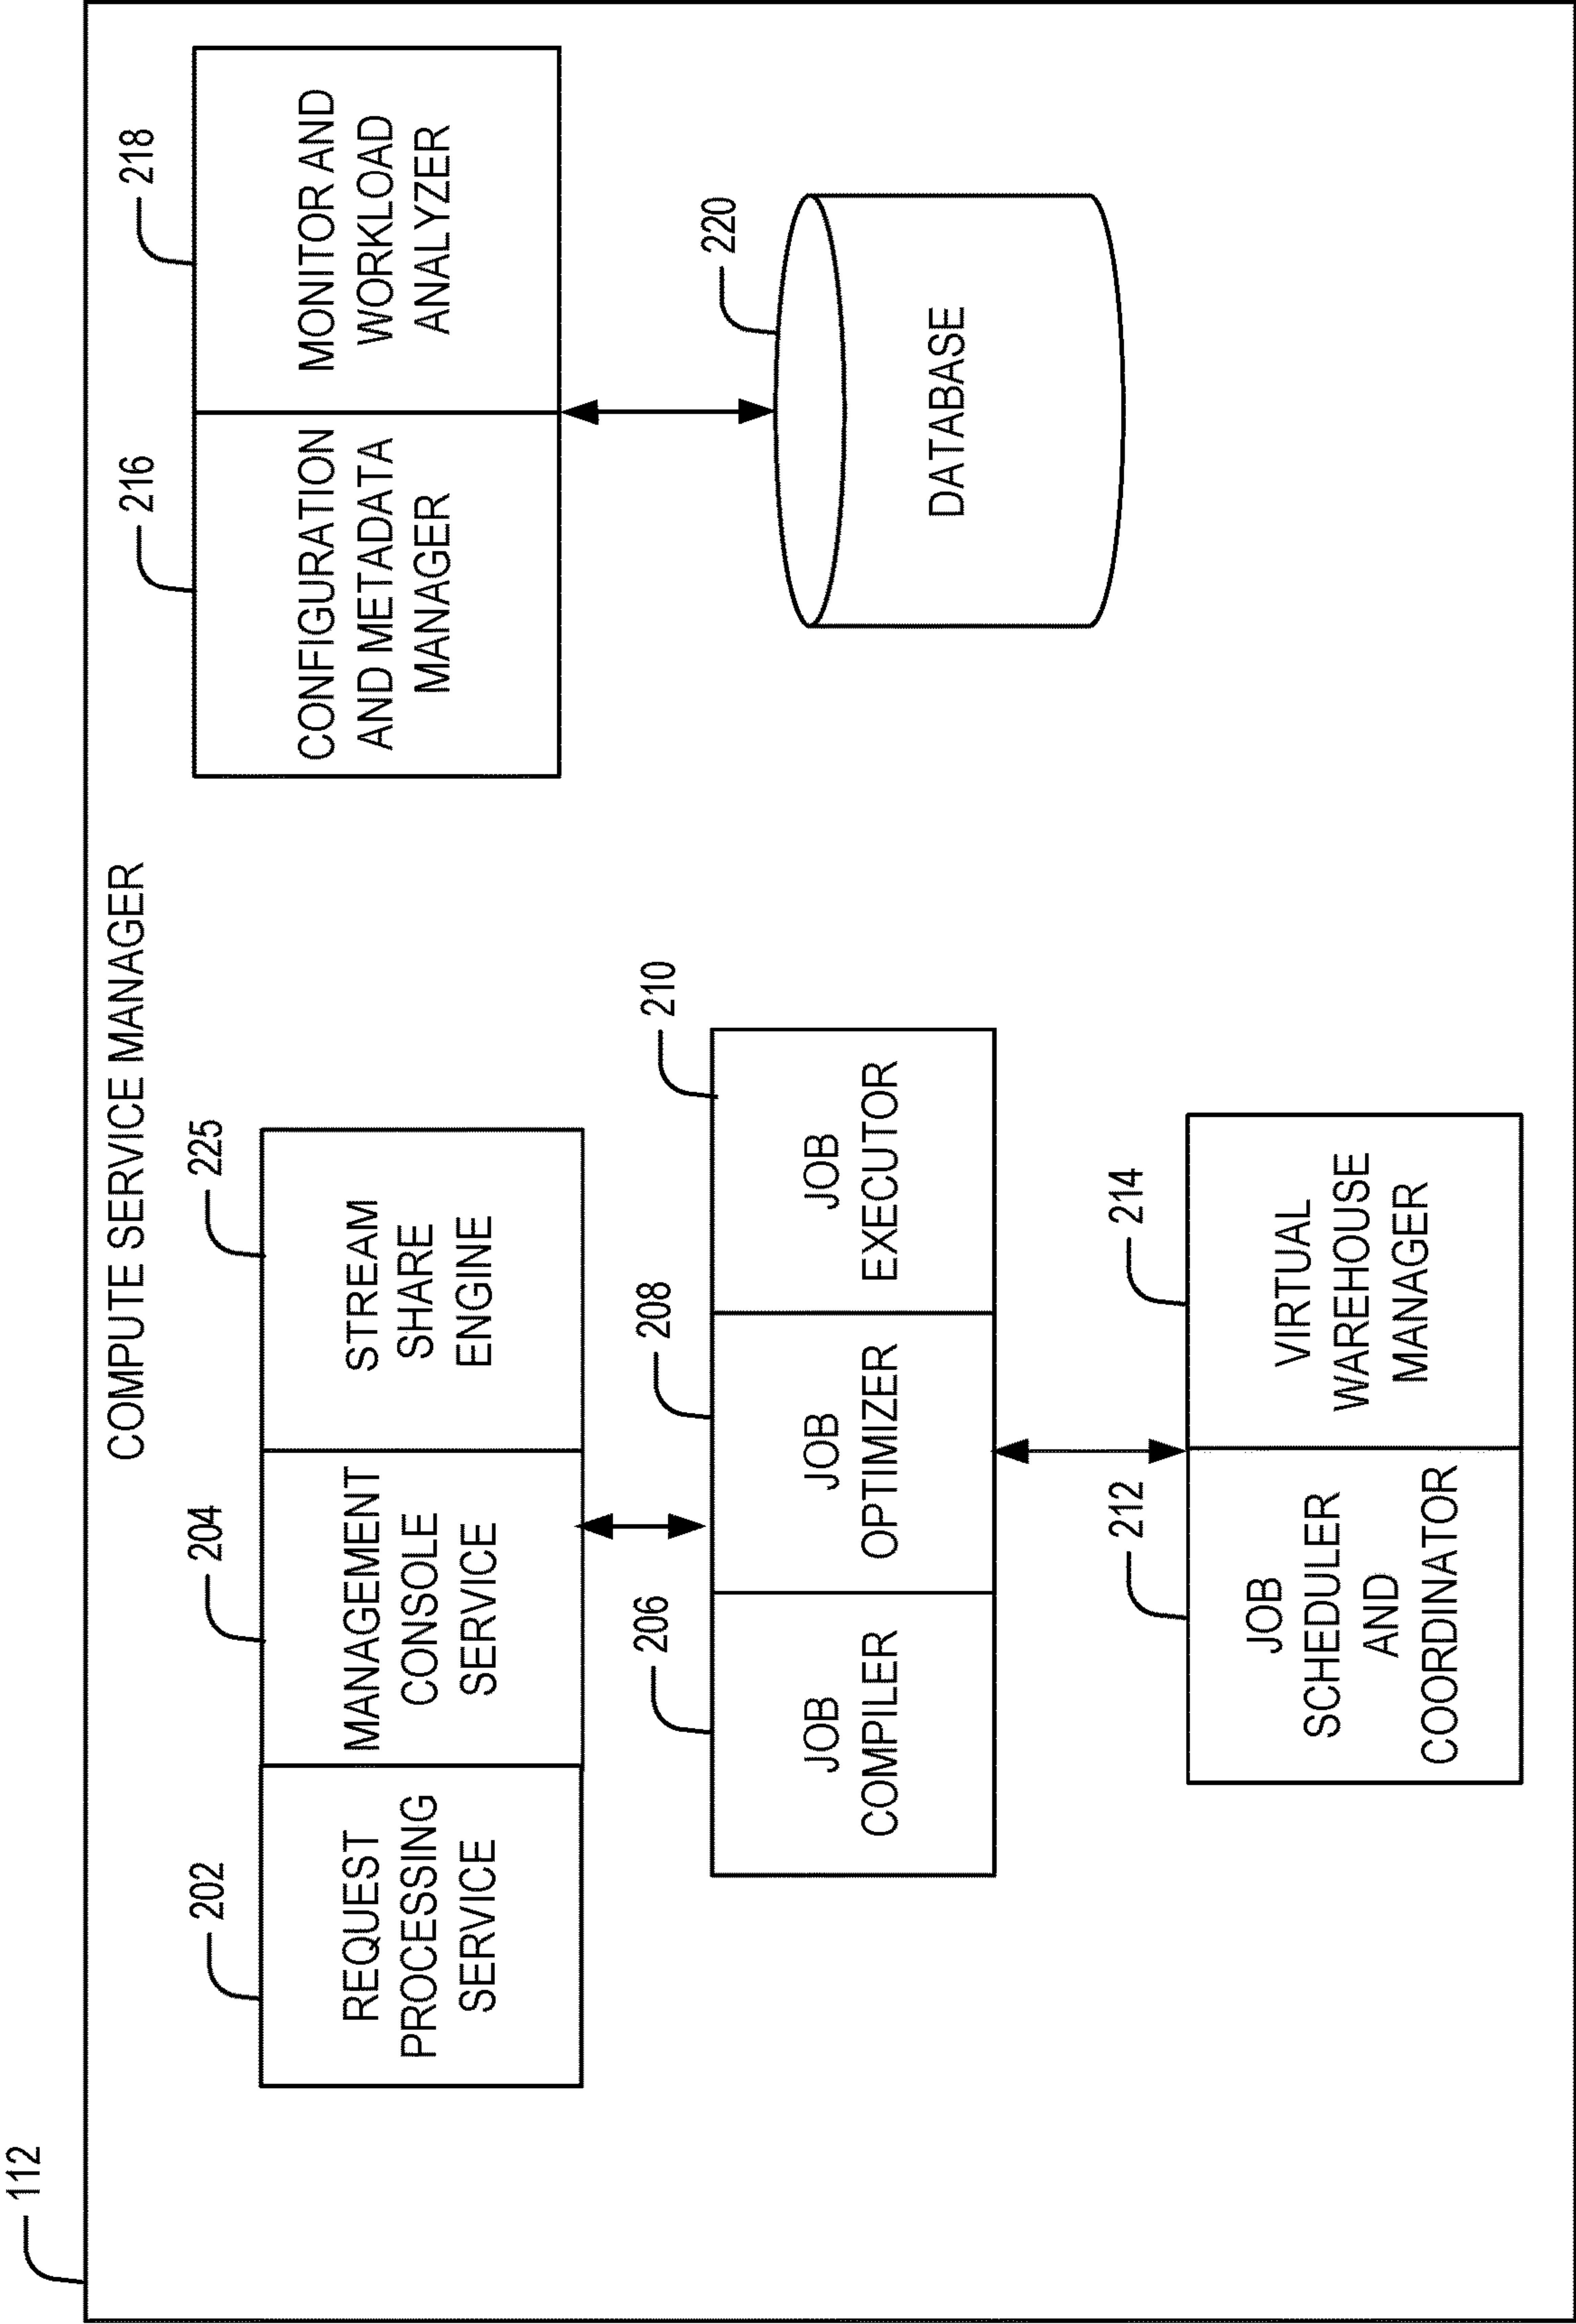 112
COMPUTE SERVICE MANAGER
202
REQUEST
PROCESSING
SERVICE
204
MANAGEMENT
CONSOLE
SERVICE
225
STREAM
SHARE
ENGINE
206
JOB
COMPILER
208
JOB
OPTIMIZER
210
JOB
EXECUTOR
212
JOB
SCHEDULER
AND
COORDINATOR
214
VIRTUAL
WAREHOUSE
MANAGER
216
CONFIGURATION
AND METADATA
MANAGER
218
MONITOR AND
WORKLOAD
ANALYZER
220
DATABASE